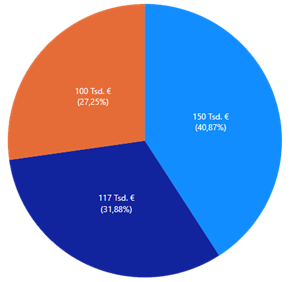 100 Tsd. €
(27,25%)
150 Tsd. €
(40,87%)
117 Tsd. €
(31,88%)